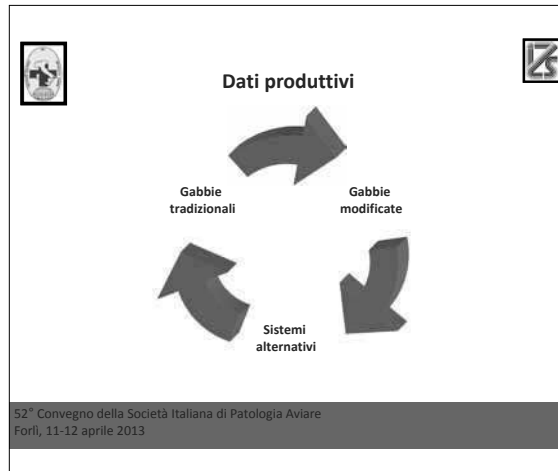 Dati produttivi
Gabbie
tradizionali
Gabbie
modificate
Sistemi
alternativi
52° Convegno della Società Italiana di Patologia Aviare
Forlì, 11-12 aprile 2013